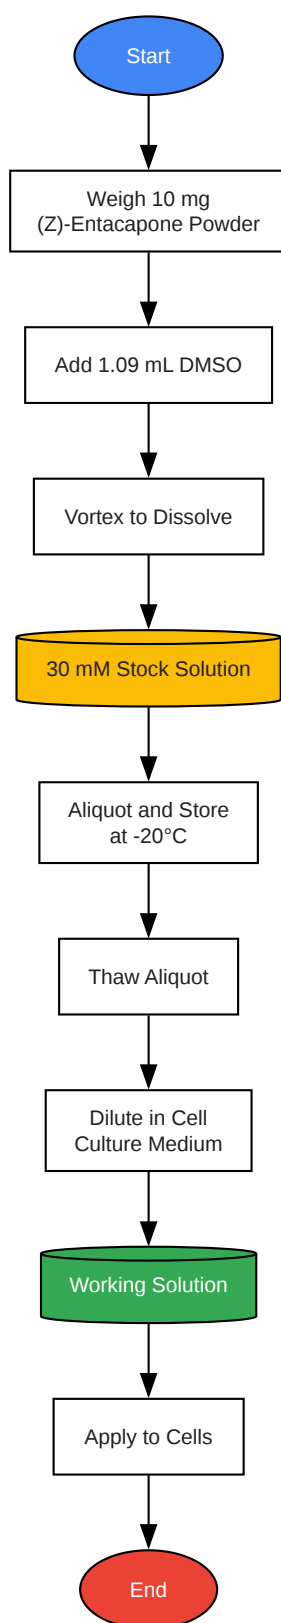 Start
Weigh 10 mg
(Z)-Entacapone Powder
Add 1.09 mL DMSO
Vortex to Dissolve
30 mM Stock Solution
Aliquot and Store
at -20°C
Thaw Aliquot
Dilute in Cell
Culture Medium
Working Solution
Apply to Cells
End